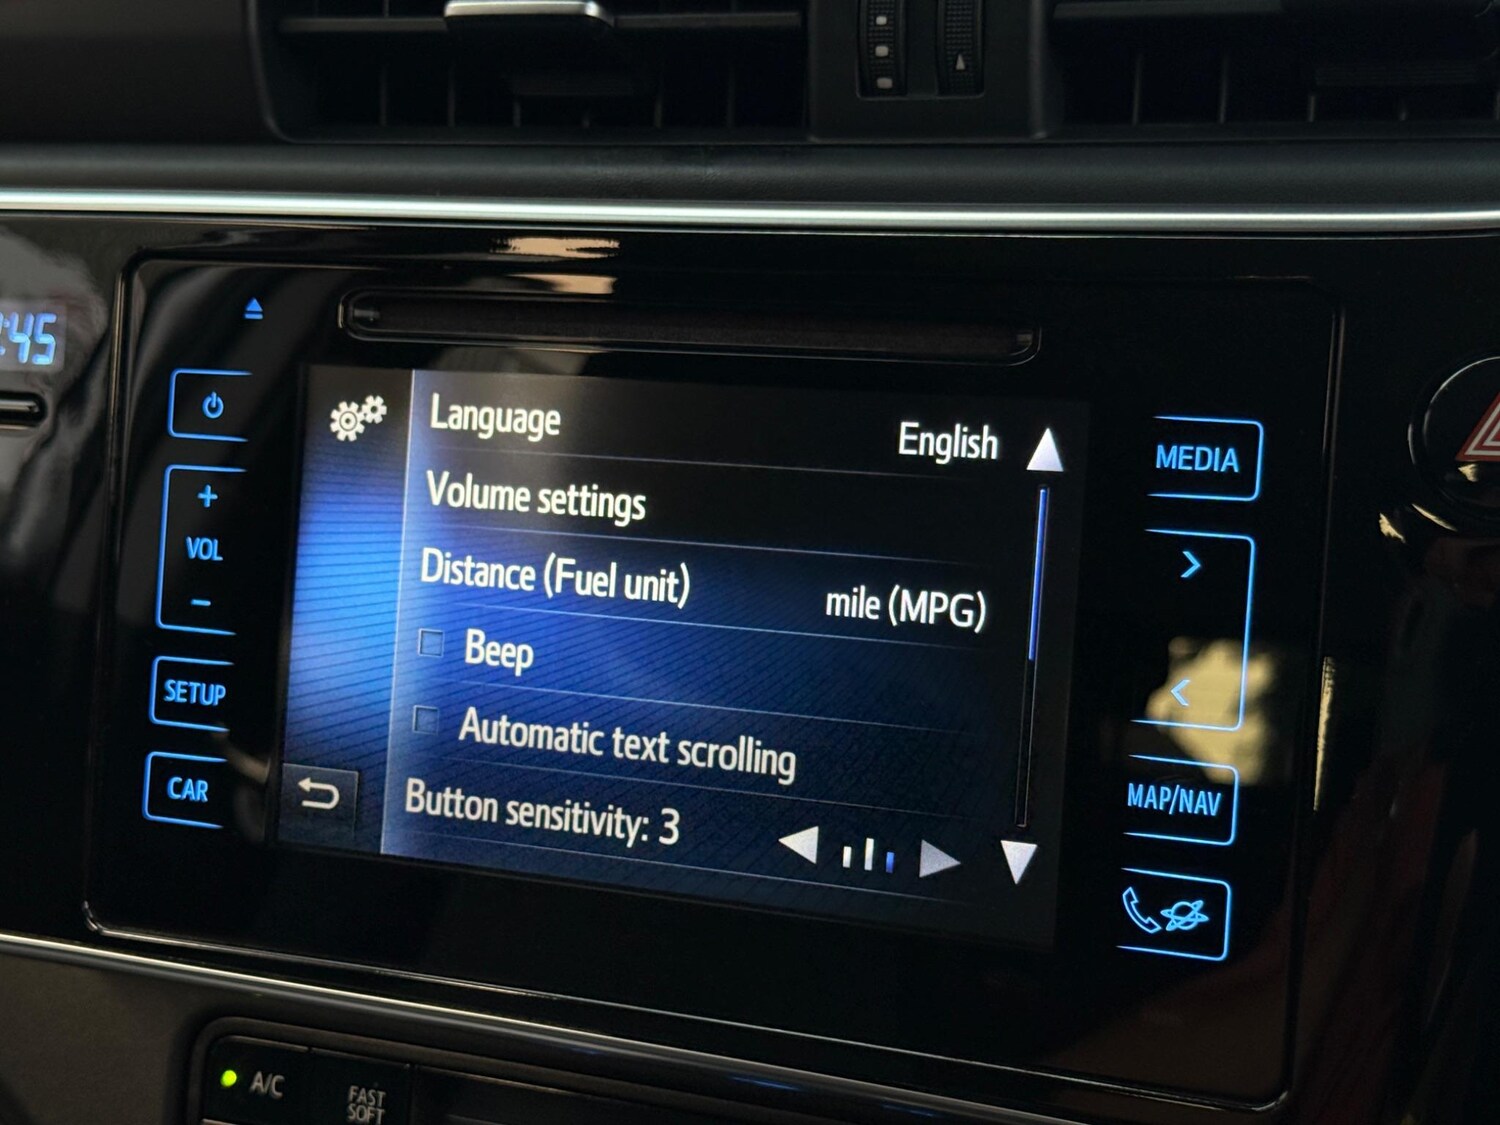 :45
VOL
SETUP
CAR
Language English
Volume settings
Distance (Fuel unit) mile (MPG)
Beep
Automatic text scrolling
Button sensitivity: 3
MEDIA
MAP/NAV
A/C
FAST
SOFT